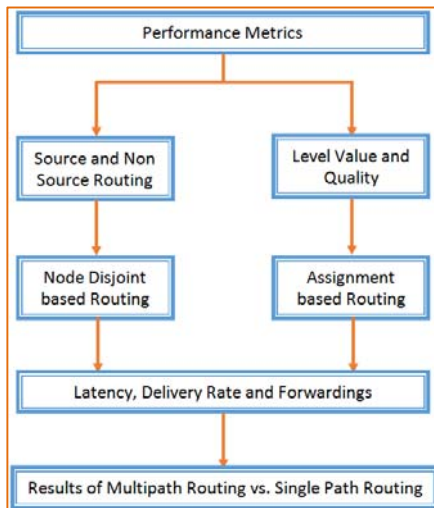 Performance Metrics
Source and Non
Source Routing
Level Value and
Quality
Node Disjoint
based Routing
Assignment
based Routing
Latency, Delivery Rate and Forwardings
Results of Multipath Routing vs. Single Path Routing